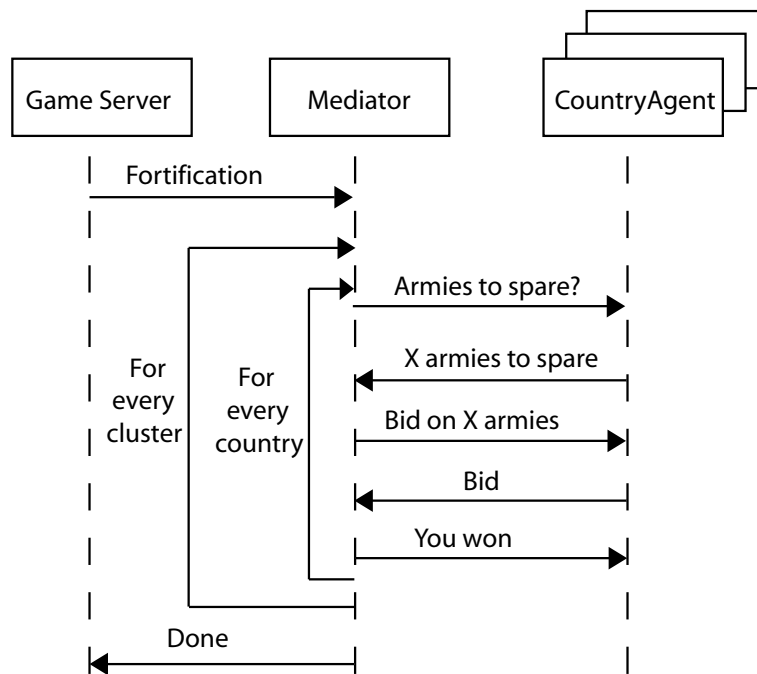 Game Server
Mediator
CountryAgent
Fortification
Armies to spare?
X armies to spare
For
every
cluster
For
every
country
Bid on X armies
Bid
You won
Done